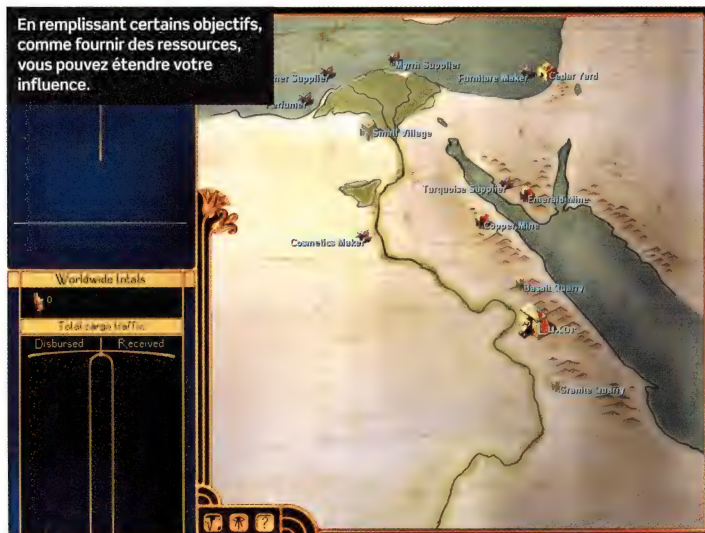 En remplissant certains objectifs,
comme fournir des ressources,
vous pouvez étendre votre
influence.
Myrrh Supplier
Supplier
Furniture Maker
Cedar Yard
Perfumer
Small Village
Turquoise Supplier
Emerald Mine
Copper Mine
Cosmetics Maker
Basalt Quarry
Luxor
Granite Quarry
Worldwide Totals
0
Total cargo traffic
Disbursed
Received
?